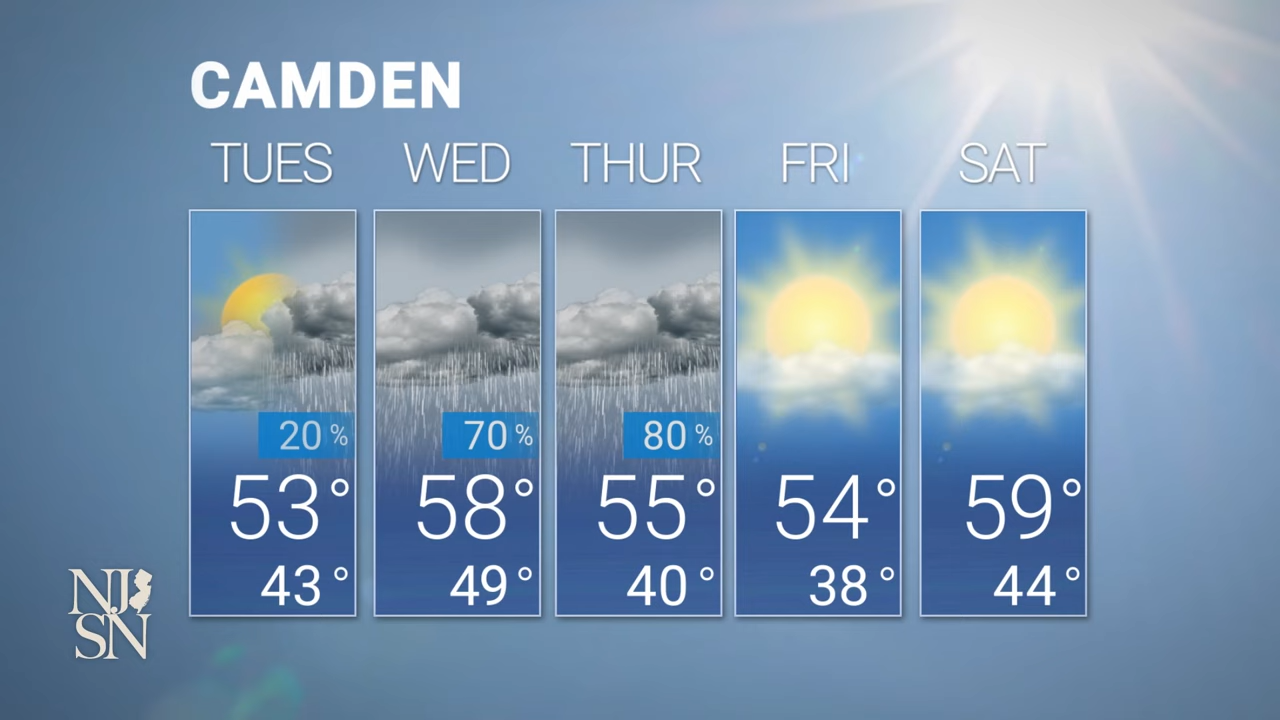 CAMDEN
TUES WED THUR FRI SAT
20% 70% 80%
53° 58° 55° 54° 59°
43° 49° 40° 38° 44°
NJ
SN